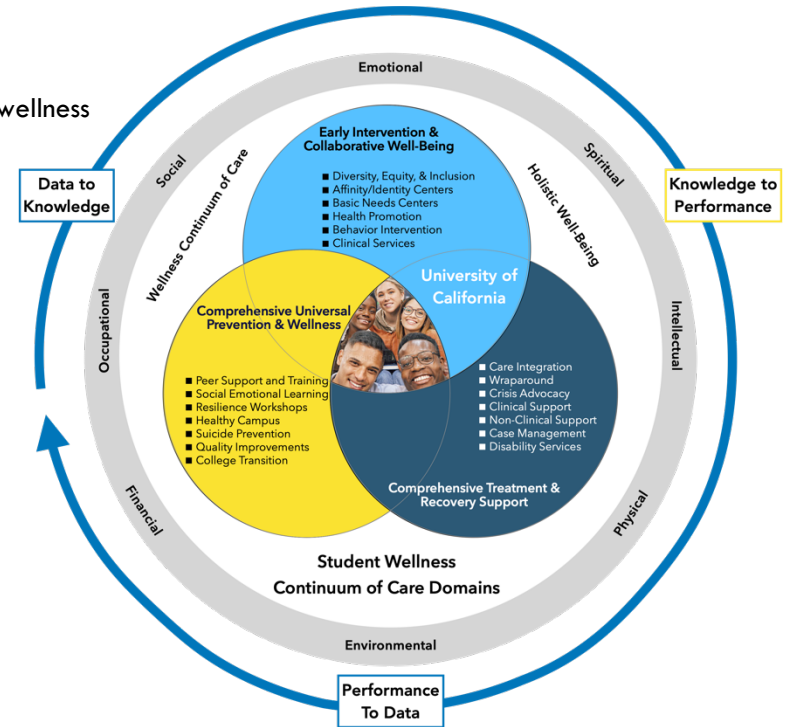 wellness
Emotional
Social
Spiritual
Data to
Knowledge
Knowledge to
Performance
Wellness Continuum of Care
Holistic Well-Being
Early Intervention &
Collaborative Well-Being
■ Diversity, Equity, & Inclusion
■ Affinity/Identity Centers
■ Basic Needs Centers
■ Health Promotion
■ Behavior Intervention
■ Clinical Services
University of
California
Occupational
Intellectual
Comprehensive Universal
Prevention & Wellness
■ Peer Support and Training
■ Social Emotional Learning
■ Resilience Workshops
■ Healthy Campus
■ Suicide Prevention
■ Quality Improvements
■ College Transition
■ Care Integration
■ Wraparound
■ Crisis Advocacy
■ Clinical Support
■ Non-Clinical Support
■ Case Management
■ Disability Services
Comprehensive Treatment &
Recovery Support
Financial
Physical
Student Wellness
Continuum of Care Domains
Environmental
Performance
To Data